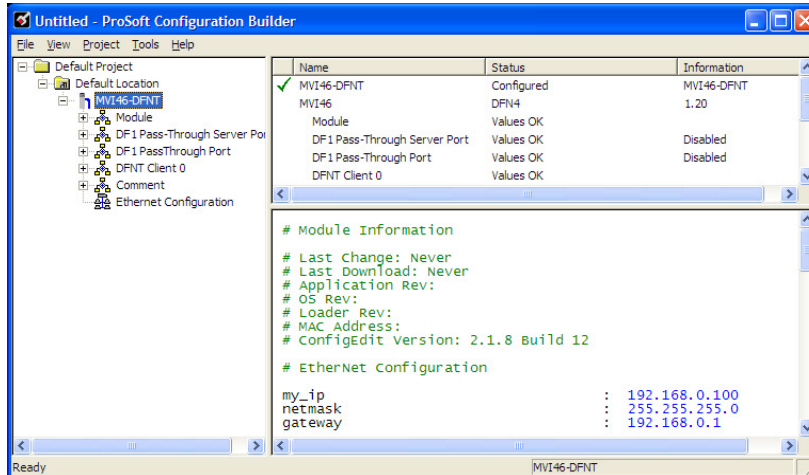 Untitled - ProSoft Configuration Builder
File View Project Tools Help
Default Project
Default Location
MVI46-DFNT
Module
DF1 Pass-Through Server Por
DF1 PassThrough Port
DFNT Client 0
Comment
Ethernet Configuration
Name Status Information
MVI46-DFNT Configured MVI46-DFNT
MVI46 DFN4 1.20
Module Values OK
DF1 Pass-Through Server Port Values OK Disabled
DF1 Pass-Through Port Values OK Disabled
DFNT Client 0 Values OK
# Module Information
# Last Change: Never
# Last Download: Never
# Application Rev:
# OS Rev:
# Loader Rev:
# MAC Address:
# ConfigEdit Version: 2.1.8 Build 12
# EtherNet Configuration
my_ip : 192.168.0.100
netmask : 255.255.255.0
gateway : 192.168.0.1
Ready MVI46-DFNT